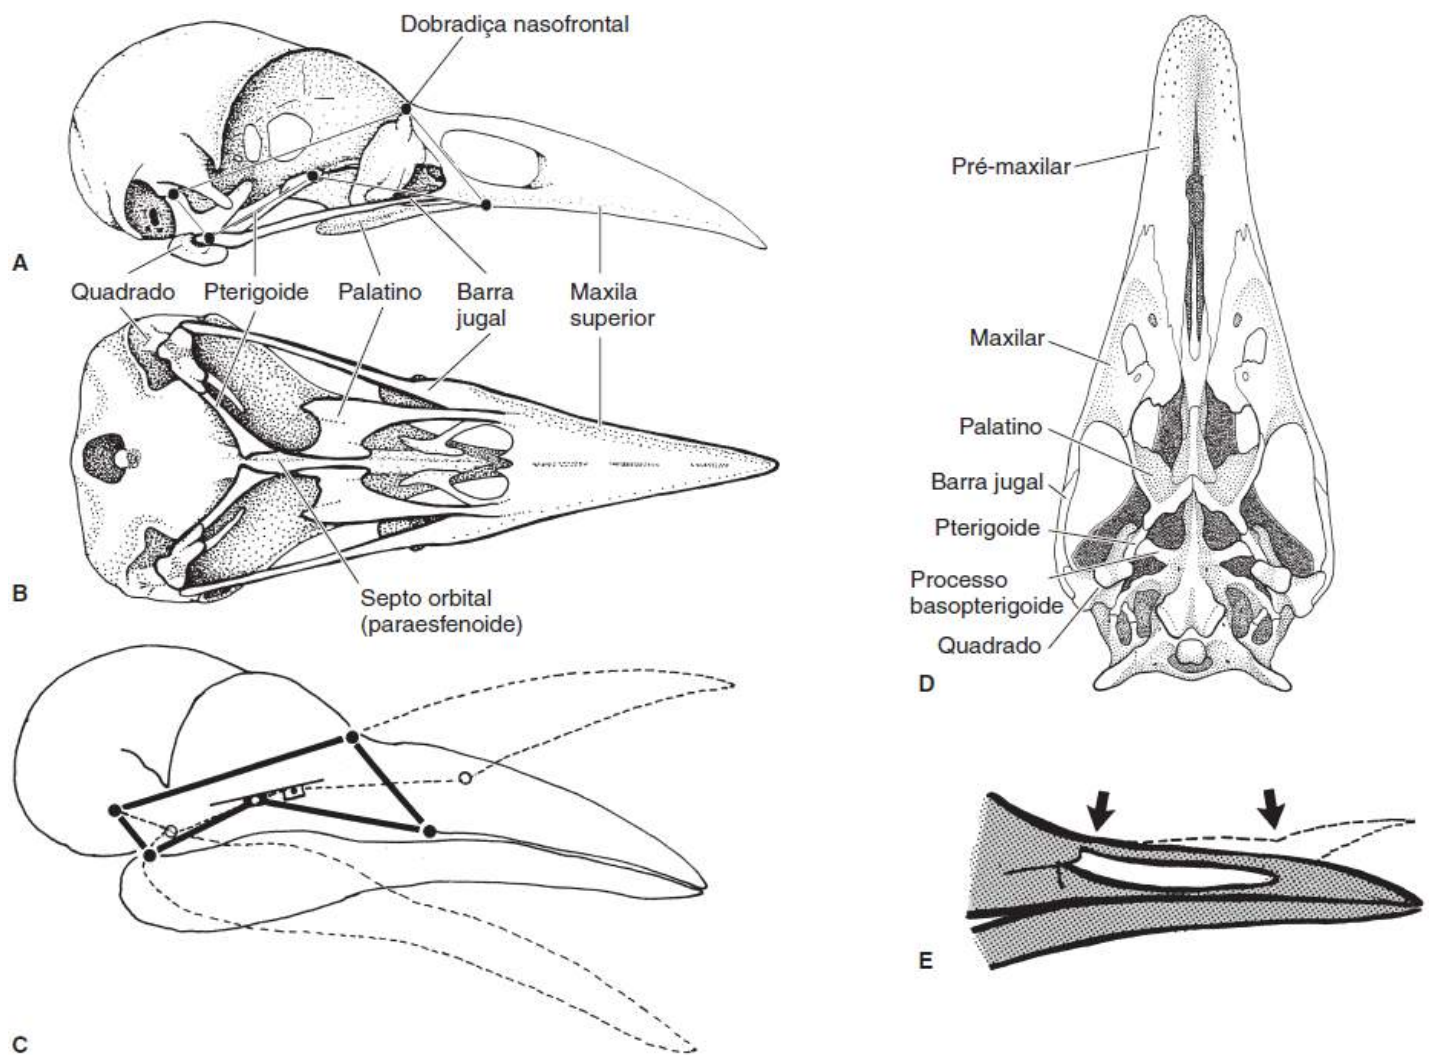 Dobradiça nasofrontal
A
Quadrado
Pterigoide
Palatino
Barra
jugal
Maxila
superior
B
Septo orbital
(paraesfenoide)
C
Pré-maxilar
Maxilar
Palatino
Barra jugal
Pterigoide
Processo
basopterigoide
Quadrado
D
E